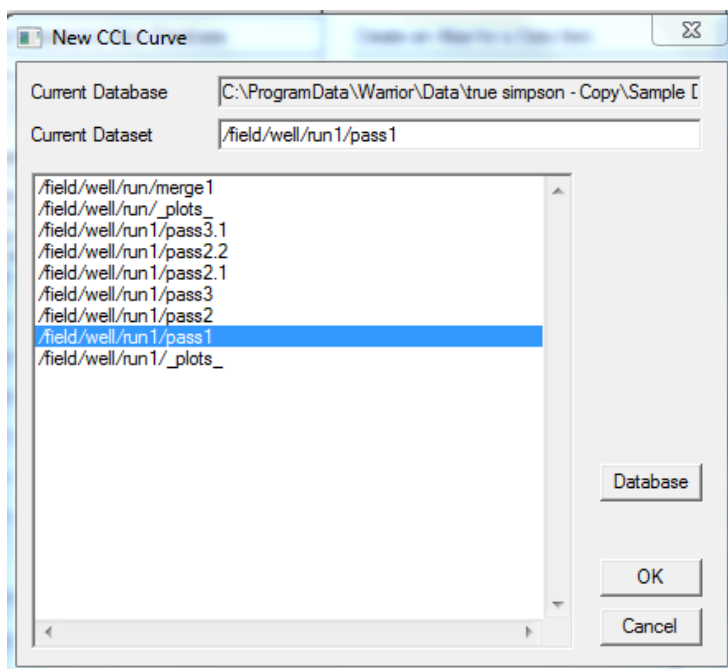 New CCL Curve
Current Database C:\ProgramData\Warrior\Data\true simpson - Copy\Sample D
Current Dataset /field/well/run1/pass1
/field/well/run/merge1
/field/well/run/_plots_
/field/well/run1/pass3.1
/field/well/run1/pass2.2
/field/well/run1/pass2.1
/field/well/run1/pass3
/field/well/run1/pass2
/field/well/run1/pass1
/field/well/run1/_plots_
Database
OK
Cancel